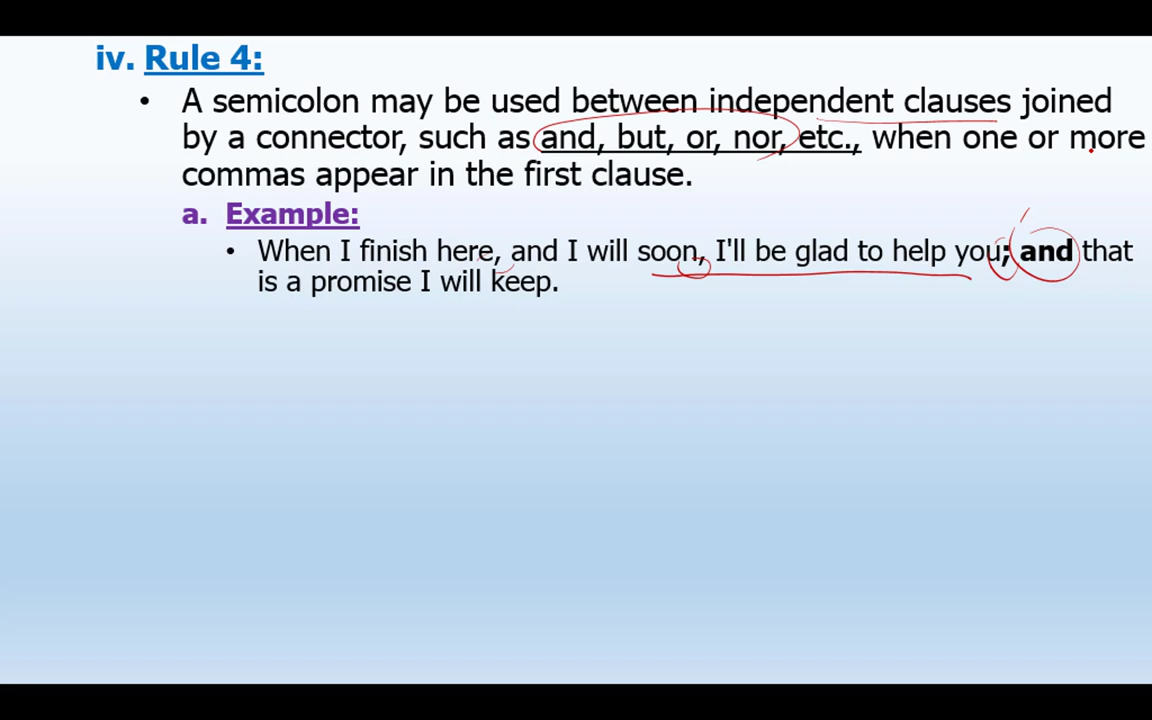 iv. Rule 4:
• A semicolon may be used between independent clauses joined
by a connector, such as and, but, or, nor, etc., when one or more
commas appear in the first clause.
a. Example:
• When I finish here, and I will soon, I'll be glad to help you; and that
is a promise I will keep.